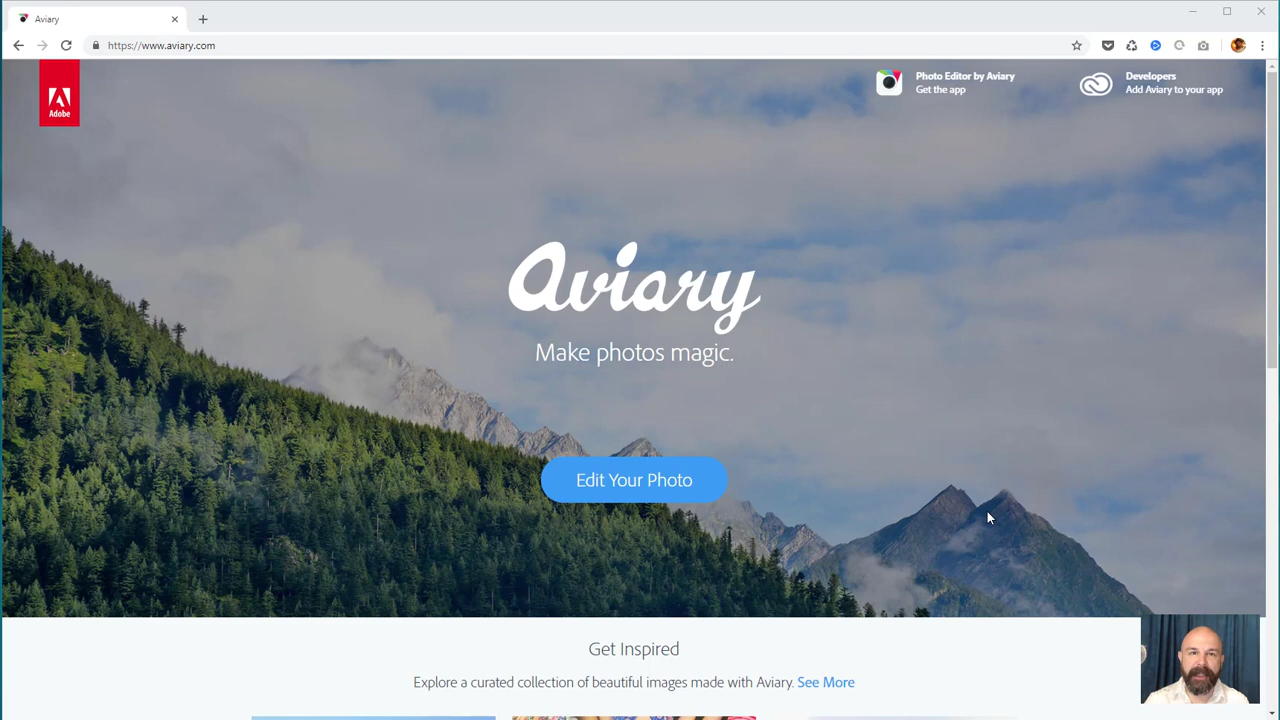 Aviary
https://www.aviary.com
Adobe
Photo Editor by Aviary
Get the app
Developers
Add Aviary to your app
Aviary
Make photos magic.
Edit Your Photo
Get Inspired
Explore a curated collection of beautiful images made with Aviary. See More